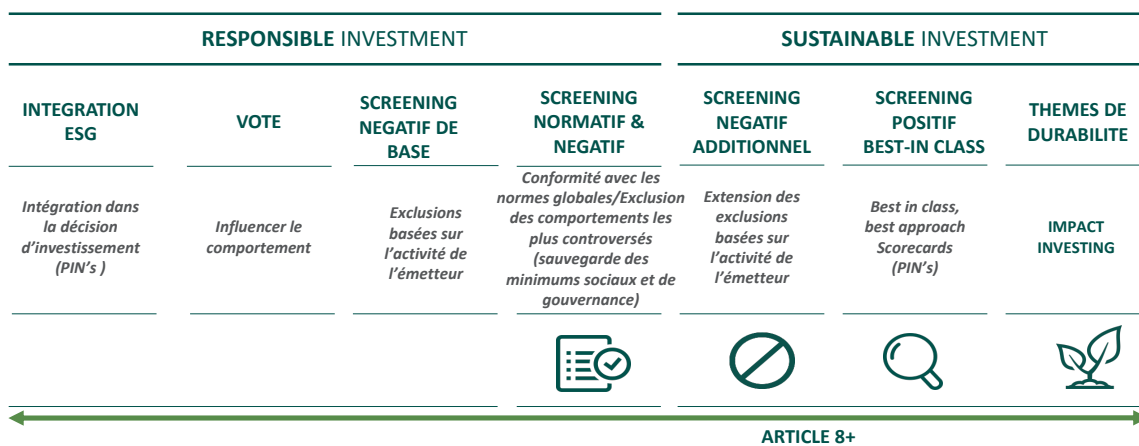 RESPONSIBLE INVESTMENT
SUSTAINABLE INVESTMENT
INTEGRATION
ESG
VOTE
SCREENING
NEGATIF DE
BASE
SCREENING
NORMATIF &
NEGATIF
SCREENING
NEGATIF
ADDITIONNEL
SCREENING
POSITIF
BEST-IN CLASS
THEMES DE
DURABILITE
Intégration dans
la décision
d’investissement
(PIN’s )
Influencer le
comportement
Exclusions
basées sur
l’activité de
l’émetteur
Conformité avec les
normes globales/Exclusion
des comportements les
plus controversés
(sauvegarde des
minimums sociaux et de
gouvernance)
Extension des
exclusions
basées sur
l’activité de
l’émetteur
Best in class,
best approach
Scorecards
(PIN’s)
IMPACT
INVESTING
ARTICLE 8+